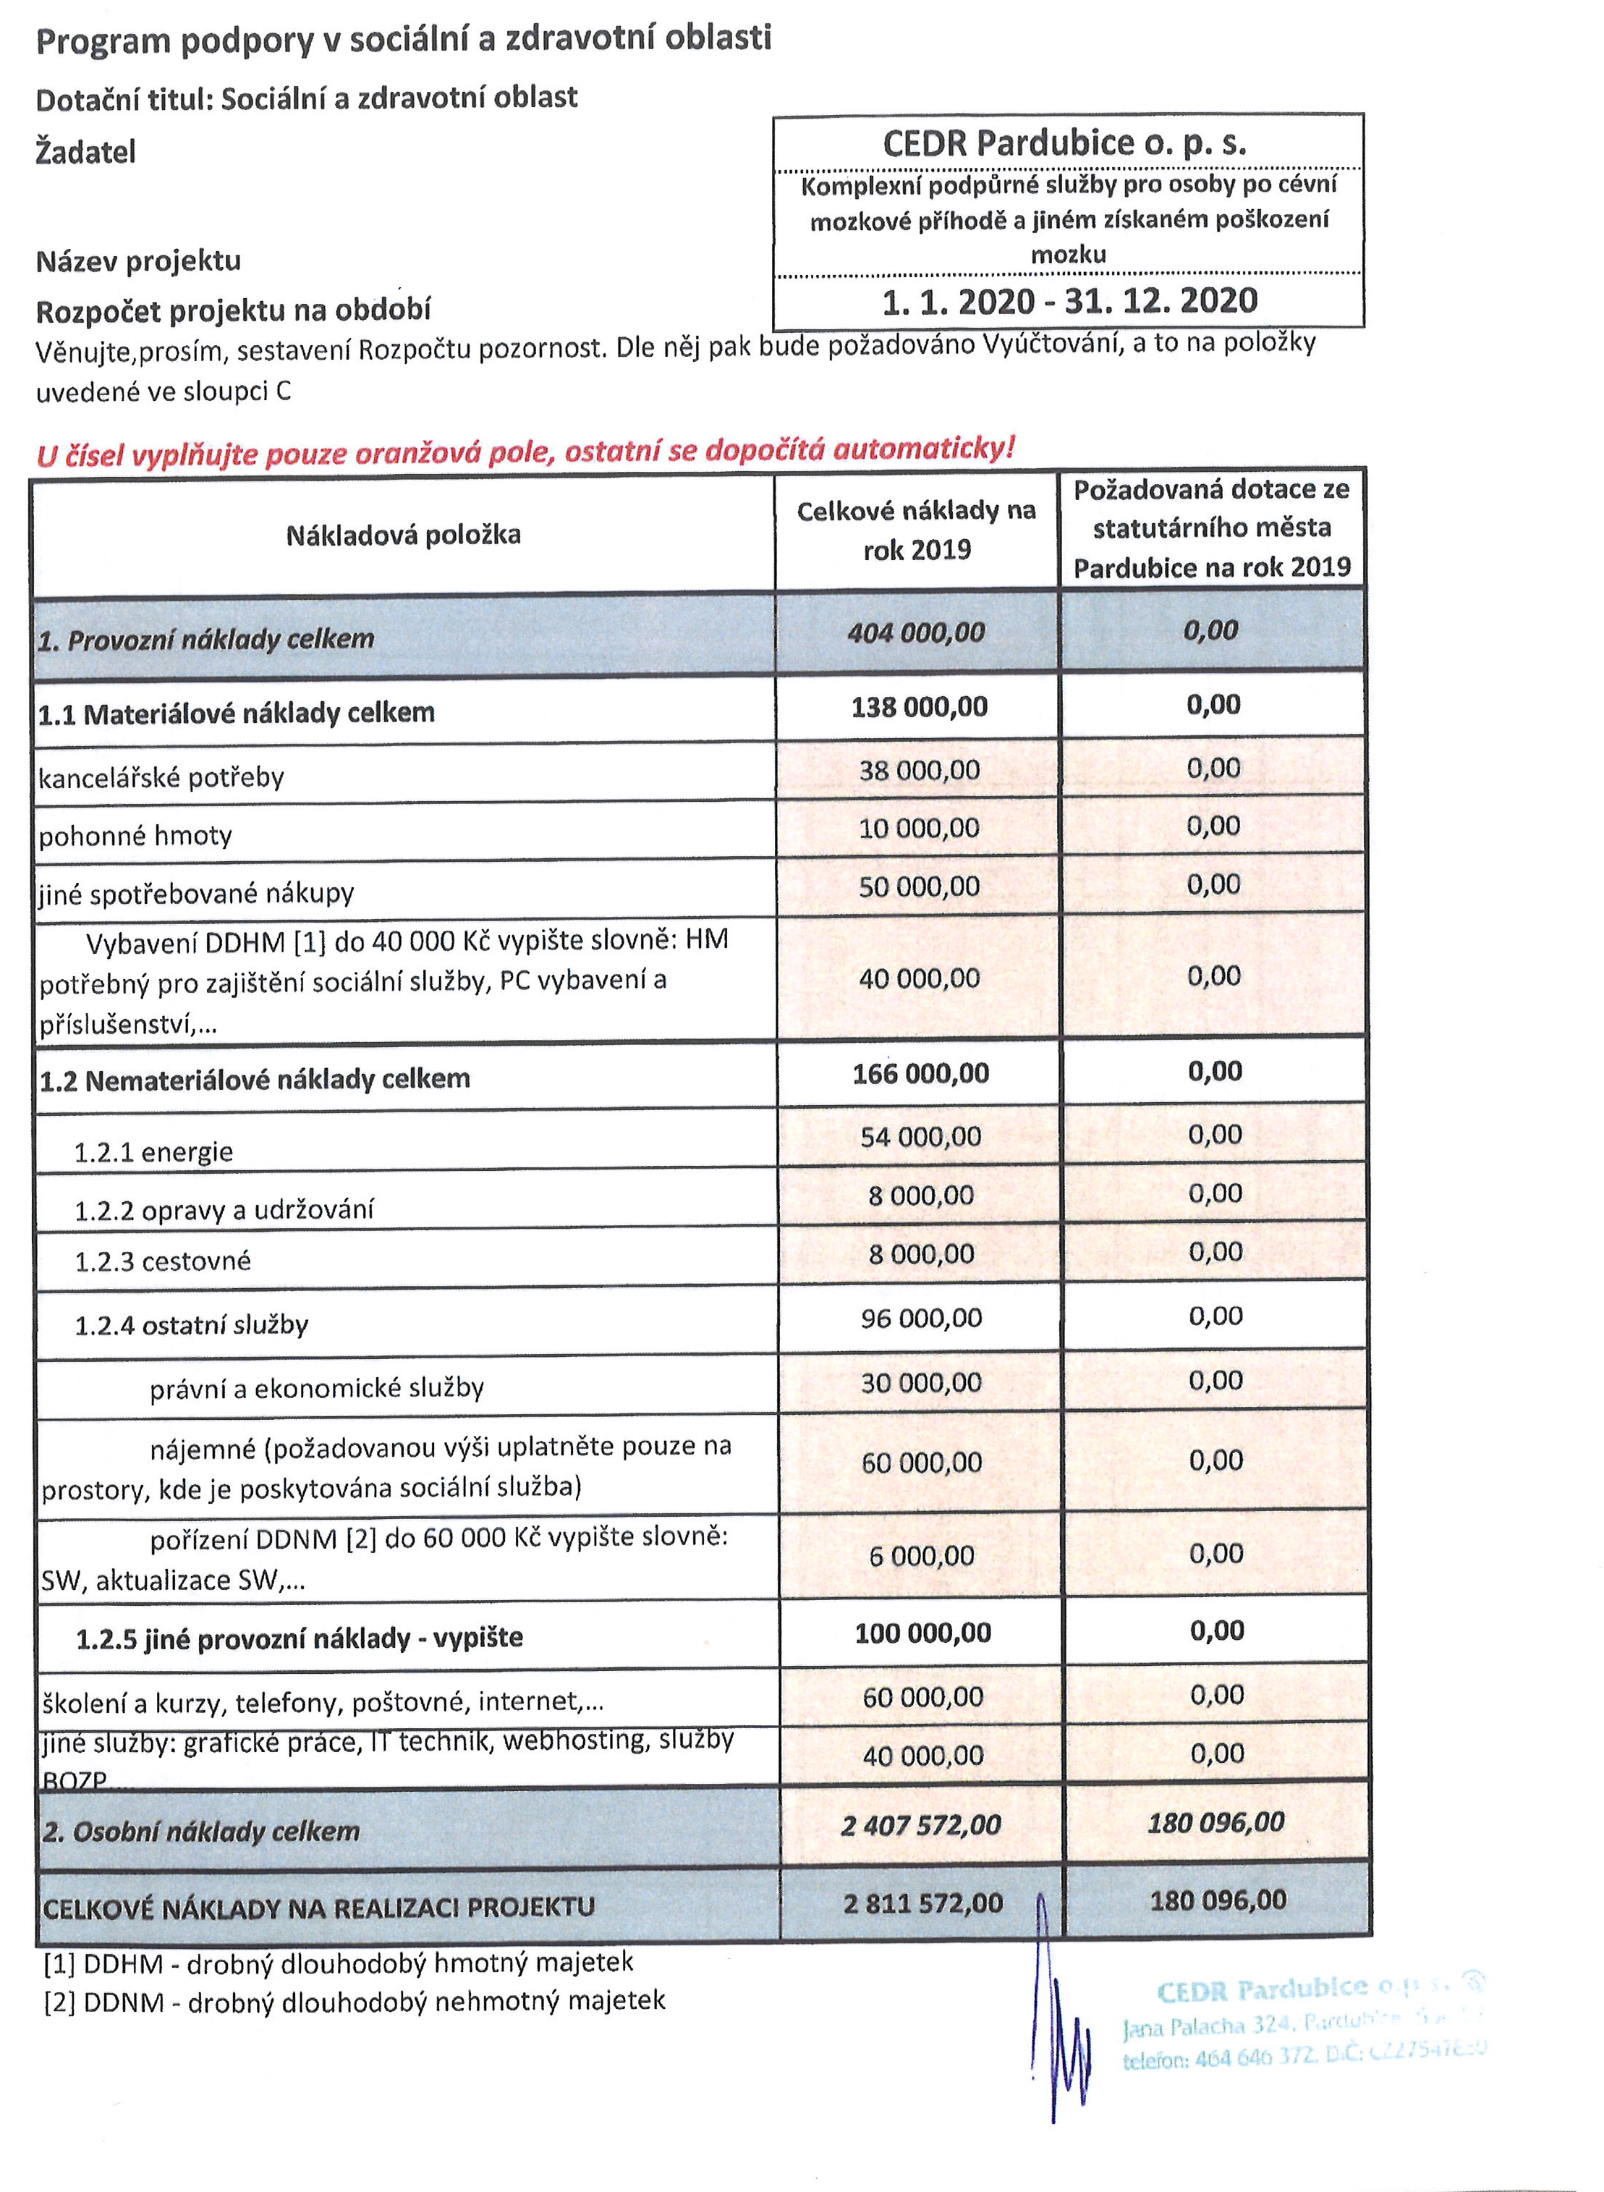 Program podpory v sociální a zdravotní oblasti
Dotační titul: Sociální a zdravotní oblast
Žadatel
CEDR Pardubice o. p. s.
Komplexní podpůrné služby pro osoby po cévní
mozkové příhodě a jiném získaném poškození
mozku
Název projektu
Rozpočet projektu na období
1. 1. 2020 - 31. 12. 2020
Věnujte,prosím, sestavení Rozpočtu pozornost. Dle něj pak bude požadováno Vyúčtování, a to na položky
uvedené ve sloupci C
U čísel vyplňujte pouze oranžová pole, ostatní se dopočítá automaticky!
Nákladová položka
Celkové náklady na
rok 2019
Požadovaná dotace ze
statutárního města
Pardubice na rok 2019
1. Provozní náklady celkem 404 000,00 0,00
1.1 Materiálové náklady celkem 138 000,00 0,00
kancelářské potřeby 38 000,00 0,00
pohonné hmoty 10 000,00 0,00
jiné spotřebované nákupy 50 000,00 0,00
Vybavení DDHM [1] do 40 000 Kč vypište slovně: HM
potřebný pro zajištění sociální služby, PC vybavení a
příslušenství,...
40 000,00 0,00
1.2 Nemateriálové náklady celkem 166 000,00 0,00
1.2.1 energie 54 000,00 0,00
1.2.2 opravy a udržování 8 000,00 0,00
1.2.3 cestovné 8 000,00 0,00
1.2.4 ostatní služby 96 000,00 0,00
právní a ekonomické služby 30 000,00 0,00
nájemné (požadovanou výši uplatněte pouze na
prostory, kde je poskytována sociální služba)
60 000,00 0,00
pořízení DDNM [2] do 60 000 Kč vypište slovně:
SW, aktualizace SW,...
6 000,00 0,00
1.2.5 jiné provozní náklady - vypište 100 000,00 0,00
školení a kurzy, telefony, poštovné, internet,... 60 000,00 0,00
jiné služby: grafické práce, IT technik, webhosting, služby
BOZP
40 000,00 0,00
2. Osobní náklady celkem 2 407 572,00 180 096,00
CELKOVÉ NÁKLADY NA REALIZACI PROJEKTU 2 811 572,00 180 096,00
[1] DDHM - drobný dlouhodobý hmotný majetek
[2] DDNM - drobný dlouhodobý nehmotný majetek
CEDR Pardubice o.p.s.
Jana Palacha 324, Pardubice
telefon: 464 646 372, DIČ: